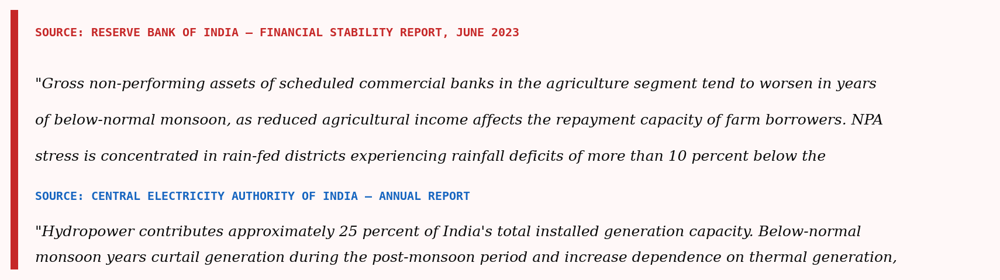 SOURCE: RESERVE BANK OF INDIA — FINANCIAL STABILITY REPORT, JUNE 2023
"Gross non-performing assets of scheduled commercial banks in the agriculture segment tend to worsen in years
of below-normal monsoon, as reduced agricultural income affects the repayment capacity of farm borrowers. NPA
stress is concentrated in rain-fed districts experiencing rainfall deficits of more than 10 percent below the
SOURCE: CENTRAL ELECTRICITY AUTHORITY OF INDIA — ANNUAL REPORT
"Hydropower contributes approximately 25 percent of India's total installed generation capacity. Below-normal
monsoon years curtail generation during the post-monsoon period and increase dependence on thermal generation,